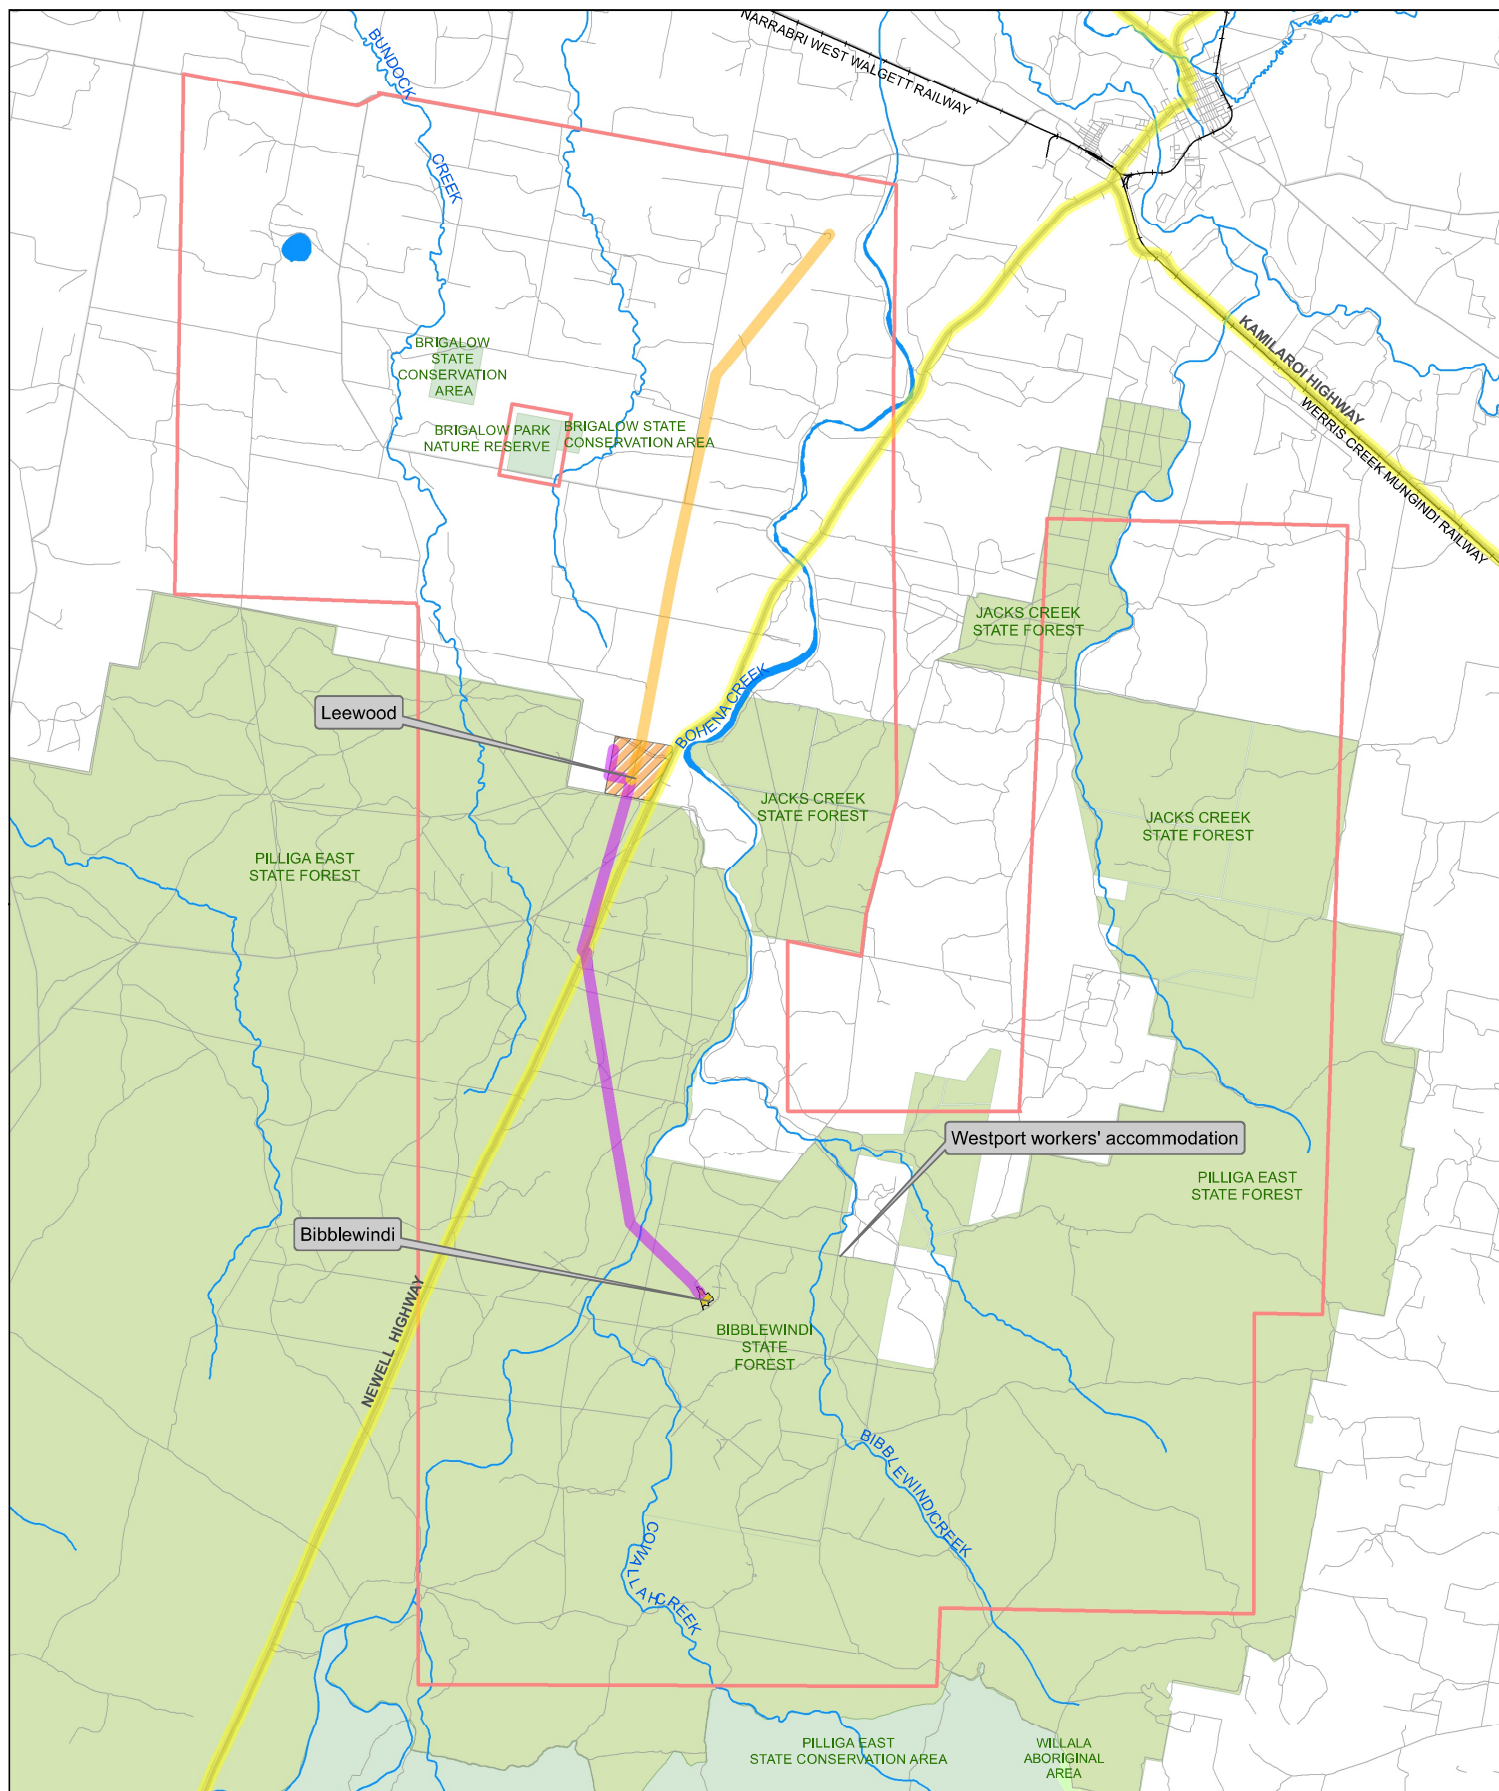 NARRABRI WEST WALGETT RAILWAY
BUNDOCK
CREEK
KAMILAROI HIGHWAY
WERRIS CREEK MUNGINDI RAILWAY
BRIGALOW
STATE
CONSERVATION
AREA
BRIGALOW PARK
NATURE RESERVE
BRIGALOW STATE
CONSERVATION AREA
JACKS CREEK
STATE FOREST
BOHENA CREEK
Leewood
JACKS CREEK
STATE FOREST
JACKS CREEK
STATE FOREST
PILLIGA EAST
STATE FOREST
Westport workers' accommodation
PILLIGA EAST
STATE FOREST
Bibblewindi
NEWELL HIGHWAY
BIBBLEWINDI
STATE
FOREST
BIBBLEWINDI CREEK
COWALLAH
CREEK
PILLIGA EAST
STATE CONSERVATION AREA
WILLALA
ABORIGINAL
AREA